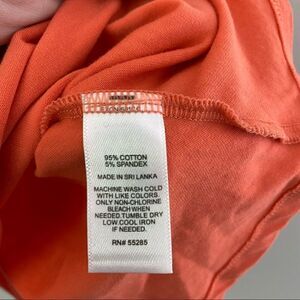 95% COTTON
5% SPANDEX
MADE IN SRI LANKA
MACHINE WASH COLD
WITH LIKE COLORS.
ONLY NON-CHLORINE
BLEACH WHEN
NEEDED.TUMBLE DRY
LOW.COOL IRON
IF NEEDED.
RN# 55285